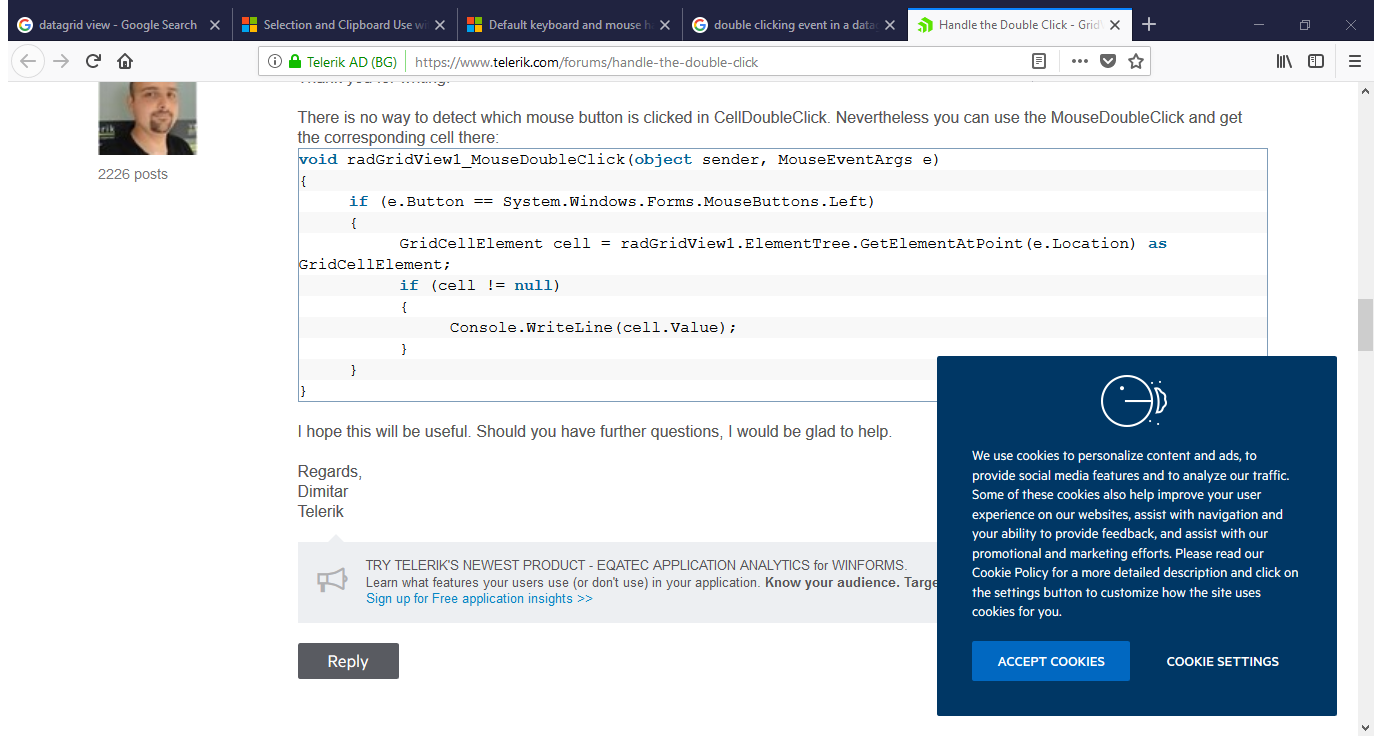 datagrid view - Google Search
Selection and Clipboard Use wi
Default keyboard and mouse ha
double clicking event in a datag
Handle the Double Click - Grid
Telerik AD (BG)
https://www.telerik.com/forums/handle-the-double-click
There is no way to detect which mouse button is clicked in CellDoubleClick. Nevertheless you can use the MouseDoubleClick and get
the corresponding cell there:
2226 posts
void radGridView1_MouseDoubleClick(object sender, MouseEventArgs e)
{
if (e.Button == System.Windows.Forms.MouseButtons.Left)
{
GridCellElement cell = radGridView1.ElementTree.GetElementAtPoint(e.Location) as
GridCellElement;
if (cell != null)
{
Console.WriteLine(cell.Value);
}
}
}
I hope this will be useful. Should you have further questions, I would be glad to help.
Regards,
Dimitar
Telerik
TRY TELERIK'S NEWEST PRODUCT - EQATEC APPLICATION ANALYTICS for WINFORMS.
Learn what features your users use (or don't use) in your application. Know your audience. Targe
Sign up for Free application insights >>
Reply
We use cookies to personalize content and ads, to
provide social media features and to analyze our traffic.
Some of these cookies also help improve your user
experience on our websites, assist with navigation and
your ability to provide feedback, and assist with our
promotional and marketing efforts. Please read our
Cookie Policy for a more detailed description and click on
the settings button to customize how the site uses
cookies for you.
ACCEPT COOKIES
COOKIE SETTINGS